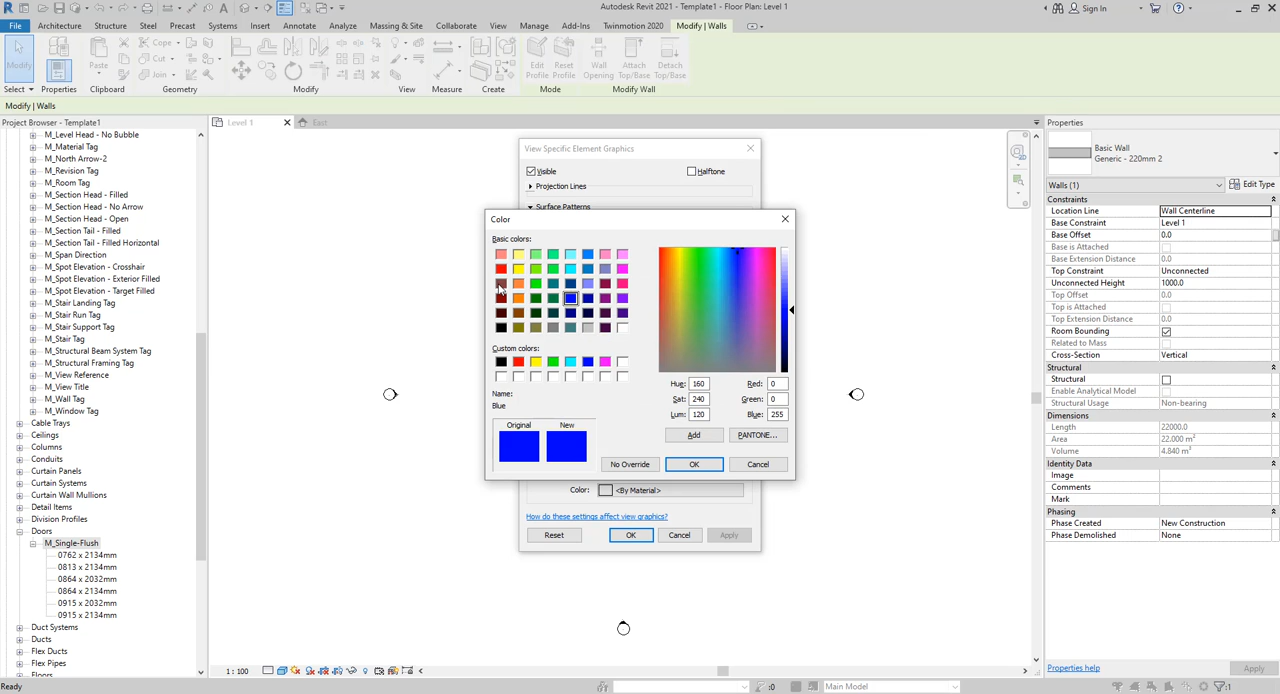 Autodesk Revit 2021 - Template1 - Floor Plan: Level 1
Sign In
File Architecture Structure Steel Precast Systems Insert Annotate Analyze Massing & Site Collaborate View Manage Add-Ins Twinmotion 2020 Modify | Walls
Modify
Paste
Cope
Cut
Join
Edit Profile
Reset Profile
Wall Opening
Attach Top/Base
Detach Top/Base
Select Properties Clipboard Geometry Modify View Measure Create Mode Modify Wall
Modify | Walls
Project Browser - Template1
M_Level Head - No Bubble
M_Material Tag
M_North Arrow-2
M_Revision Tag
M_Room Tag
M_Section Head - Filled
M_Section Head - No Arrow
M_Section Head - Open
M_Section Tail - Filled
M_Section Tail - Filled Horizontal
M_Span Direction
M_Spot Elevation - Crosshair
M_Spot Elevation - Exterior Filled
M_Spot Elevation - Target Filled
M_Stair Landing Tag
M_Stair Run Tag
M_Stair Support Tag
M_Stair Tag
M_Structural Beam System Tag
M_Structural Framing Tag
M_View Reference
M_View Title
M_Wall Tag
M_Window Tag
Cable Trays
Ceilings
Columns
Conduits
Curtain Panels
Curtain Systems
Curtain Wall Mullions
Detail Items
Division Profiles
Doors
M_Single-Flush
0762 x 2134mm
0813 x 2134mm
0864 x 2032mm
0864 x 2134mm
0915 x 2032mm
0915 x 2134mm
Duct Systems
Ducts
Flex Ducts
Flex Pipes
Floors
Level 1
East
View Specific Element Graphics
Visible
Halftone
Projection Lines
Surface Patterns
Color
Basic colors:
Custom colors:
Name:
Blue
Original New
Hue: 160 Red: 0
Sat: 240 Green: 0
Lum: 120 Blue: 255
Add PANTONE...
No Override OK Cancel
Color: <By Material>
How do these settings affect view graphics?
Reset OK Cancel Apply
Properties
Basic Wall
Generic - 220mm 2
Walls (1) Edit Type
Constraints
Location Line Wall Centerline
Base Constraint Level 1
Base Offset 0.0
Base is Attached
Base Extension Distance 0.0
Top Constraint Unconnected
Unconnected Height 1000.0
Top Offset 0.0
Top is Attached
Top Extension Distance 0.0
Room Bounding
Related to Mass
Cross-Section Vertical
Structural
Structural
Enable Analytical Model
Structural Usage Non-bearing
Dimensions
Length 22000.0
Area 22.000 m²
Volume 4.840 m³
Identity Data
Image
Comments
Mark
Phasing
Phase Created New Construction
Phase Demolished None
Properties help Apply
1 : 100
Ready
:0
Main Model
:1